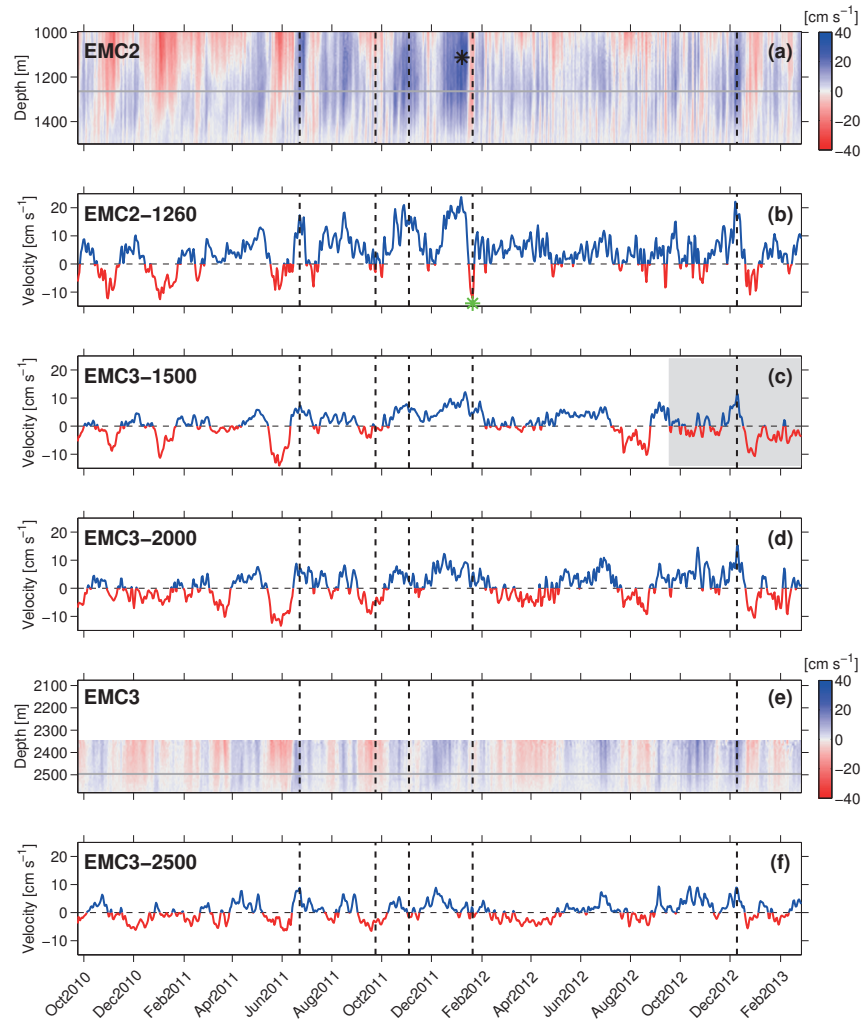 [cm s⁻¹]
EMC2
(a)
Depth [m]
1000
1200
1400
40
20
0
−20
−40
EMC2−1260
(b)
Velocity [cm s⁻¹]
20
10
0
−10
EMC3−1500
(c)
Velocity [cm s⁻¹]
20
10
0
−10
EMC3−2000
(d)
Velocity [cm s⁻¹]
20
10
0
−10
[cm s⁻¹]
EMC3
(e)
Depth [m]
2100
2200
2300
2400
2500
40
20
0
−20
−40
EMC3−2500
(f)
Velocity [cm s⁻¹]
20
10
0
−10
Oct2010
Dec2010
Feb2011
Apr2011
Jun2011
Aug2011
Oct2011
Dec2011
Feb2012
Apr2012
Jun2012
Aug2012
Oct2012
Dec2012
Feb2013